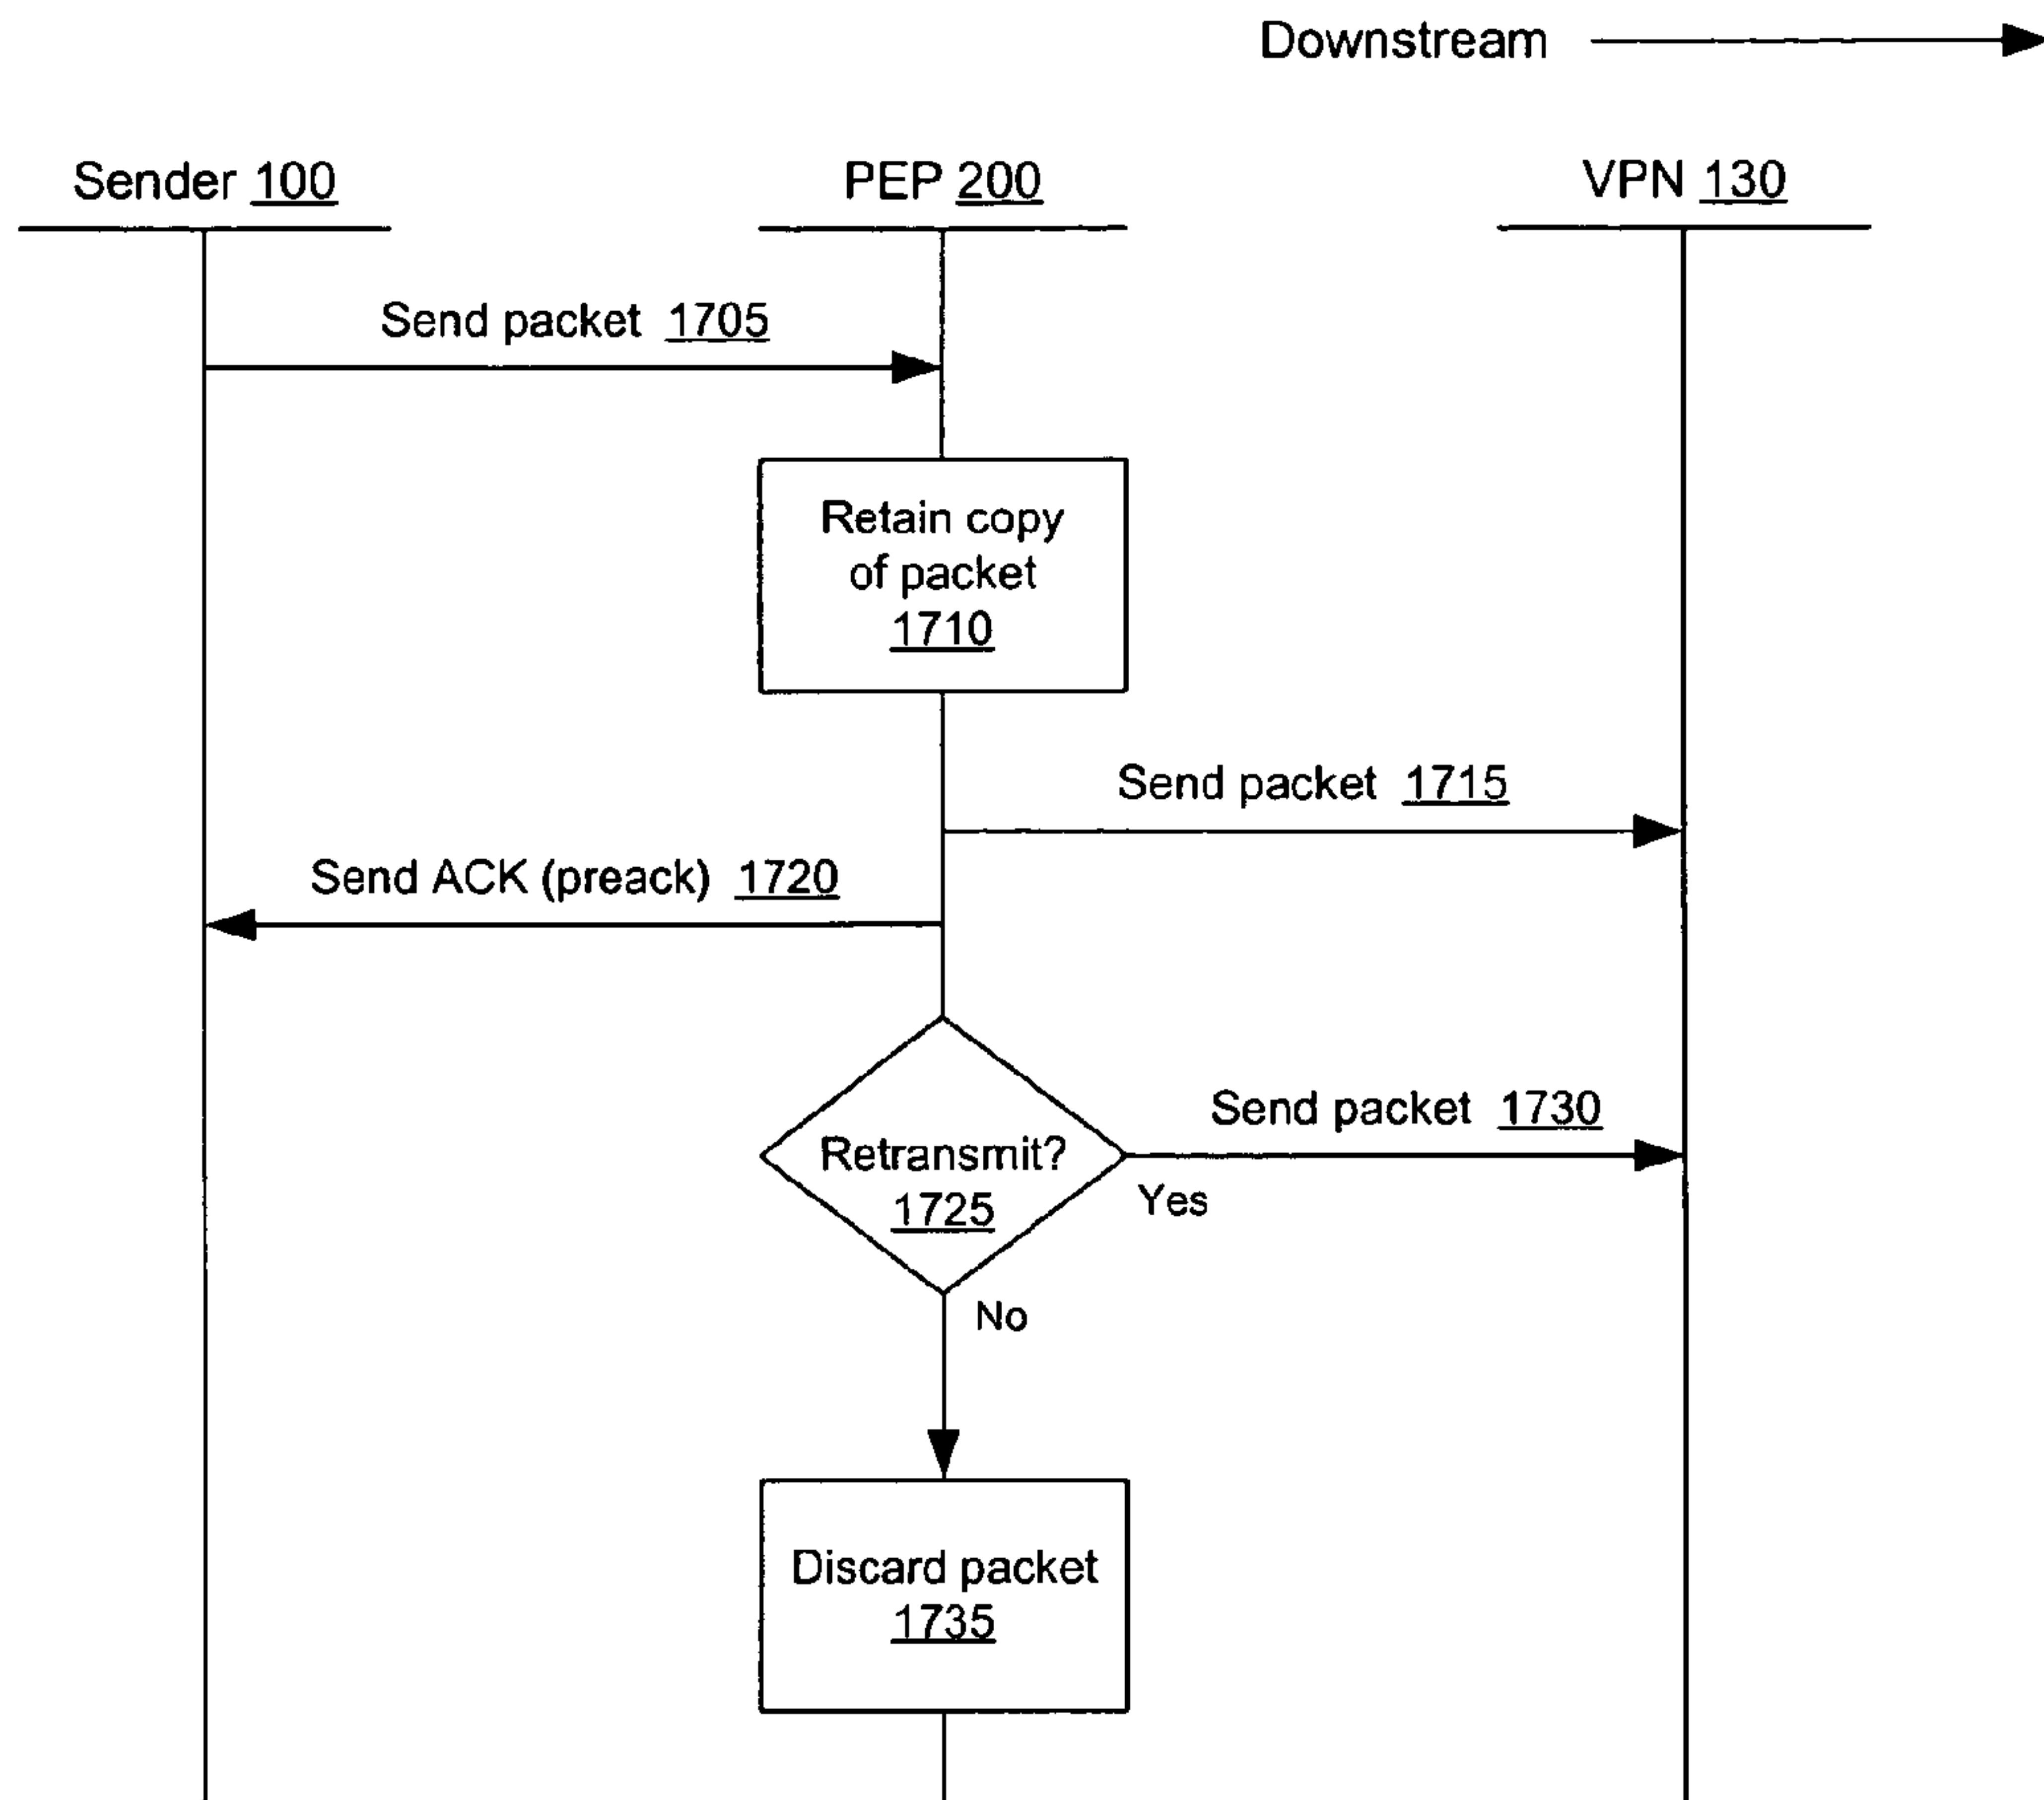 Downstream
Sender 100
PEP 200
VPN 130
Send packet 1705
Retain copy
of packet
1710
Send packet 1715
Send ACK (preack) 1720
Send packet 1730
Retransmit?
1725
Yes
No
Discard packet
1735